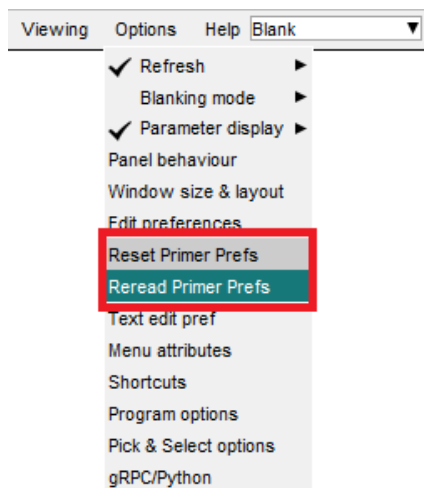 Viewing Options Help Blank
Refresh
Blanking mode
Parameter display
Panel behaviour
Window size & layout
Edit preferences
Reset Primer Prefs
Reread Primer Prefs
Text edit pref
Menu attributes
Shortcuts
Program options
Pick & Select options
gRPC/Python